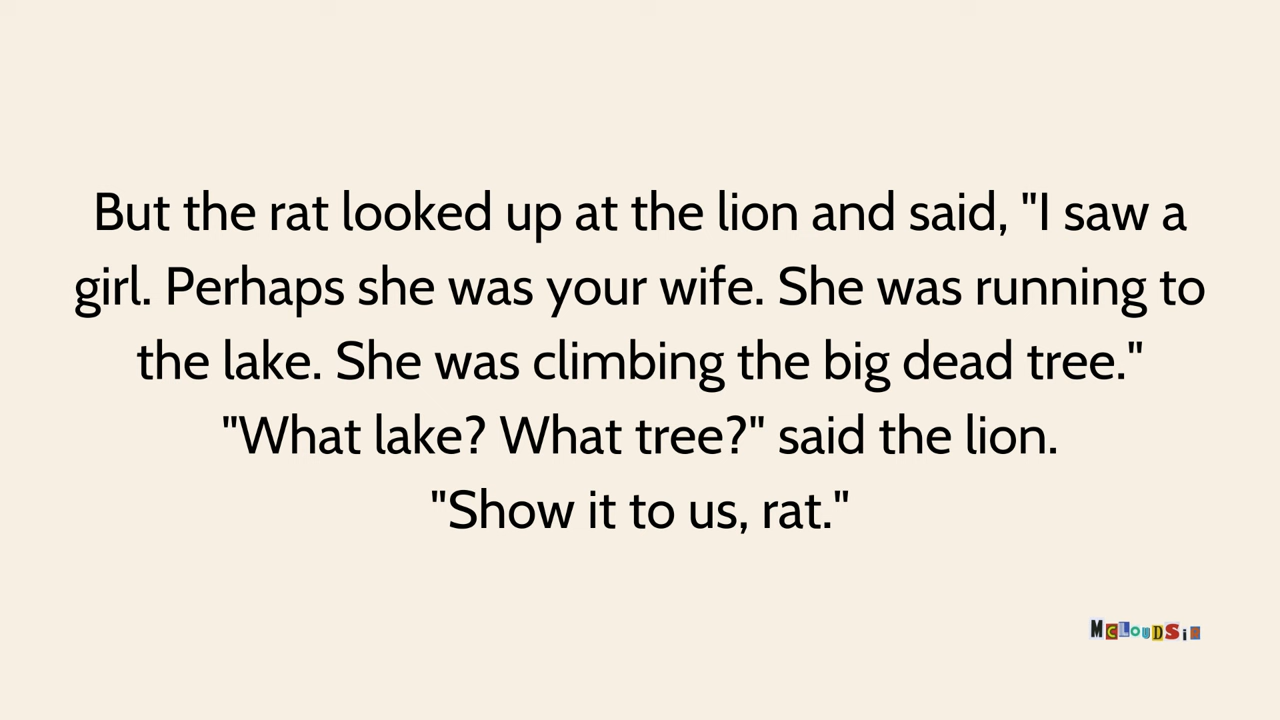 But the rat looked up at the lion and said, "I saw a
girl. Perhaps she was your wife. She was running to
the lake. She was climbing the big dead tree."
"What lake? What tree?" said the lion.
"Show it to us, rat."